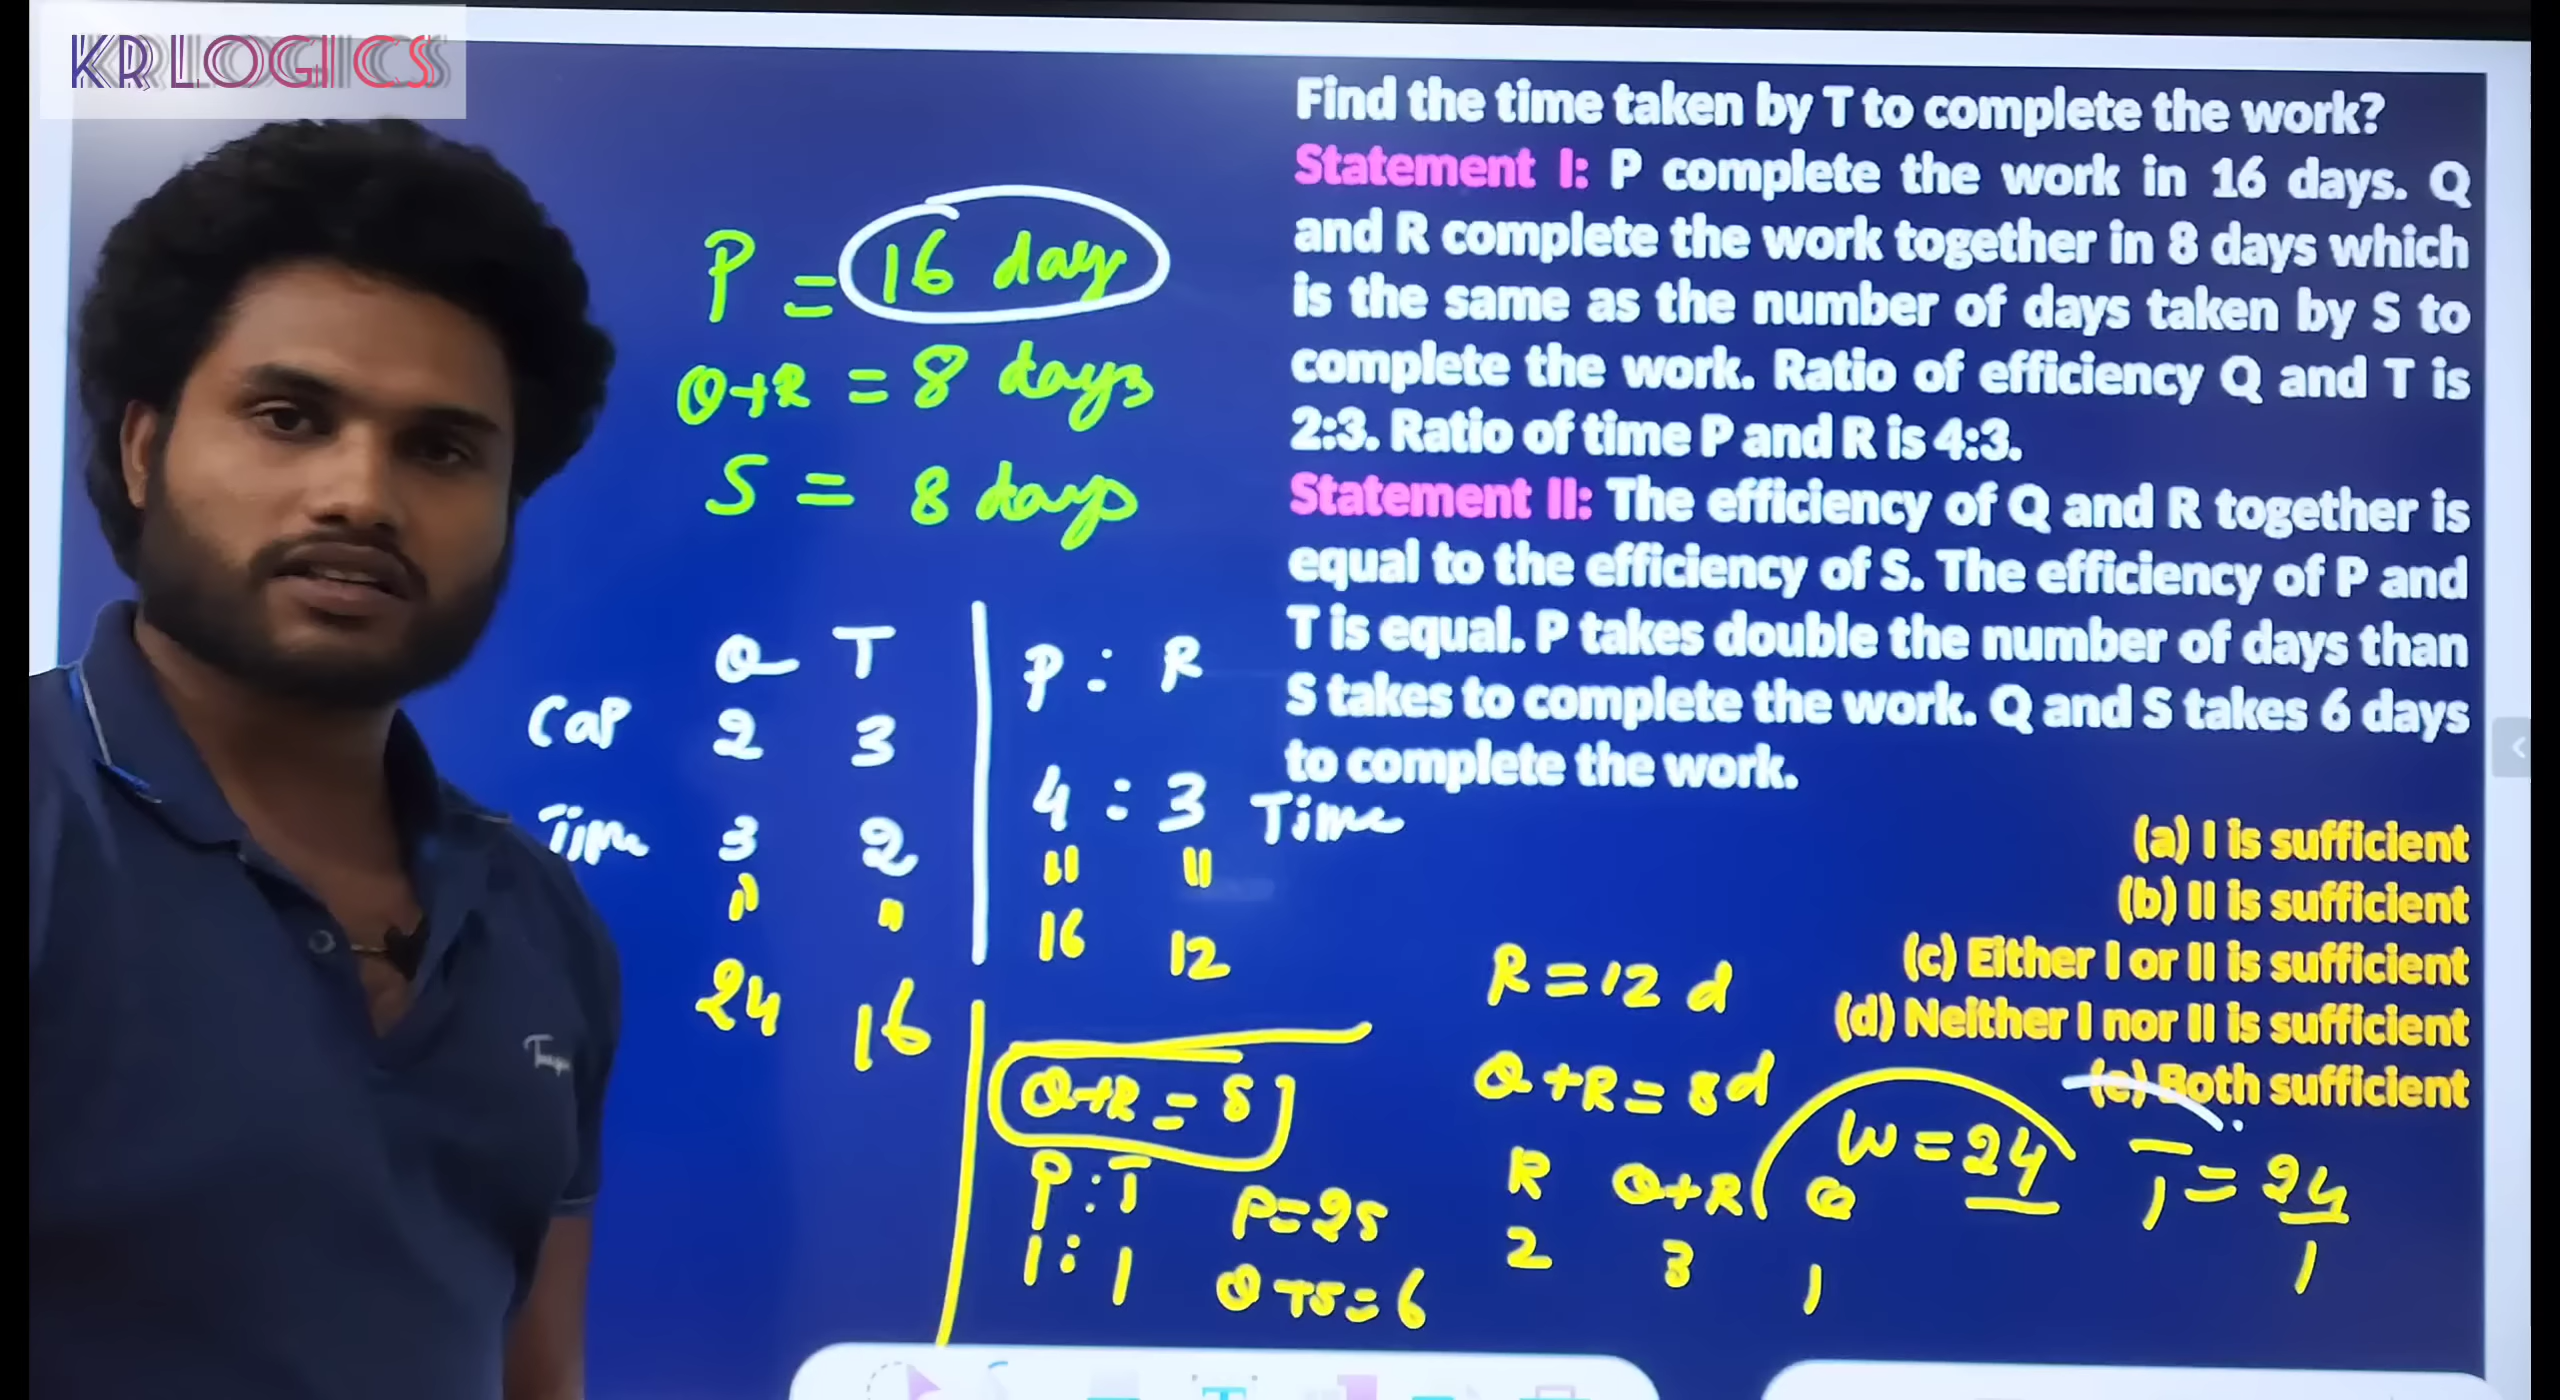 KR LOGICS
Find the time taken by T to complete the work?
Statement I: P complete the work in 16 days. Q
and R complete the work together in 8 days which
is the same as the number of days taken by S to
complete the work. Ratio of efficiency Q and T is
2:3. Ratio of time P and R is 4:3.
Statement II: The efficiency of Q and R together is
equal to the efficiency of S. The efficiency of P and
T is equal. P takes double the number of days than
S takes to complete the work. Q and S takes 6 days
to complete the work.
(a) I is sufficient
(b) II is sufficient
(c) Either I or II is sufficient
(d) Neither I nor II is sufficient
(e) Both sufficient
P = 16 days
Q+R = 8 days
S = 8 days
Q T
Cap 2 3
Time 3 2
24 16
P : R
4 : 3 Time
16 12
Q+R = S
P : T
1 : 1
P=2S
Q+S=6
R=12 d
Q+R=8d
R Q+R Q
2 3 1
W=24
= 24
1